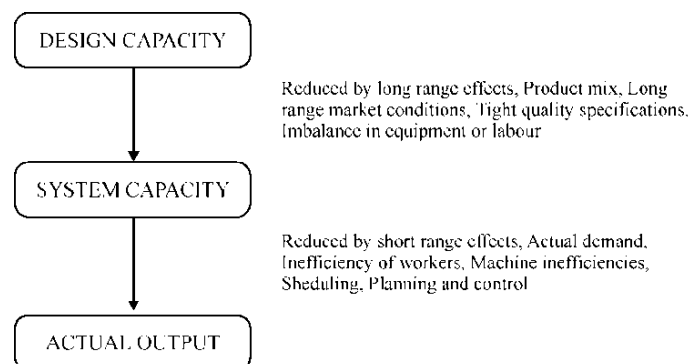 DESIGN CAPACITY
Reduced by long range effects, Product mix, Long
range market conditions, Tight quality specifications.
Imbalance in equipment or labour
SYSTEM CAPACITY
Reduced by short range effects, Actual demand,
Inefficiency of workers, Machine inefficiencies,
Sheduling, Planning and control
ACTUAL OUTPUT